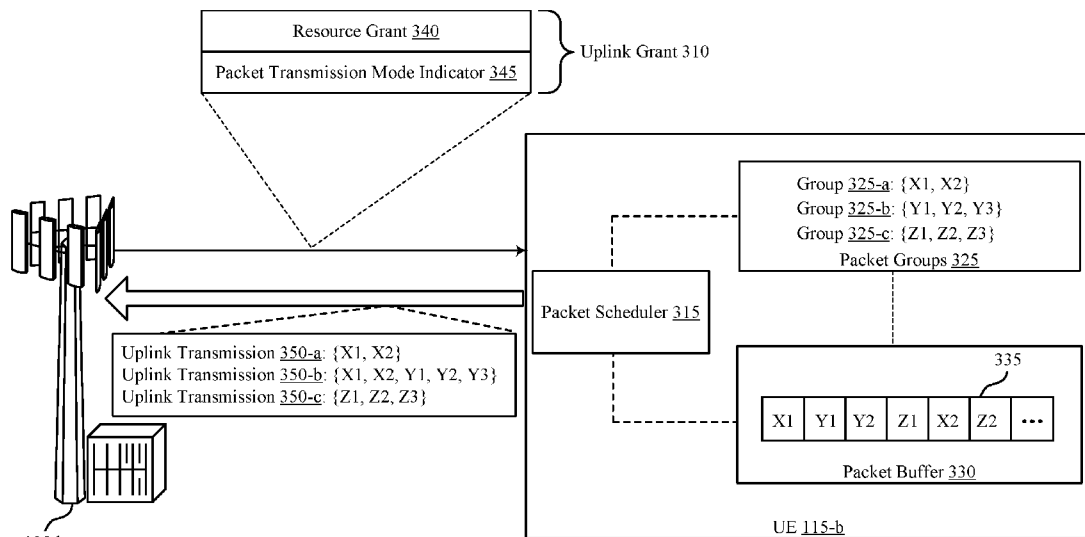 Resource Grant 340
Packet Transmission Mode Indicator 345
Uplink Grant 310
Group 325-a: {X1, X2}
Group 325-b: {Y1, Y2, Y3}
Group 325-c: {Z1, Z2, Z3}
Packet Groups 325
Packet Scheduler 315
Uplink Transmission 350-a: {X1, X2}
Uplink Transmission 350-b: {X1, X2, Y1, Y2, Y3}
Uplink Transmission 350-c: {Z1, Z2, Z3}
335
X1 Y1 Y2 Z1 X2 Z2 •••
Packet Buffer 330
UE 115-b